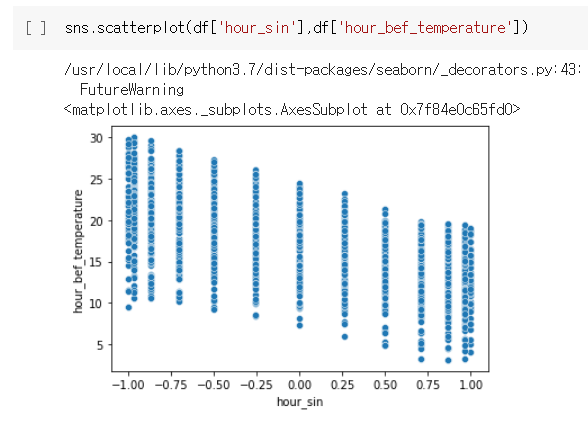 [ ] sns.scatterplot(df['hour_sin'],df['hour_bef_temperature'])
/usr/local/lib/python3.7/dist-packages/seaborn/_decorators.py:43:
FutureWarning
<matplotlib.axes._subplots.AxesSubplot at 0x7f84e0c65fd0>
30
25
20
15
10
5
hour_bef_temperature
−1.00 −0.75 −0.50 −0.25 0.00 0.25 0.50 0.75 1.00
hour_sin